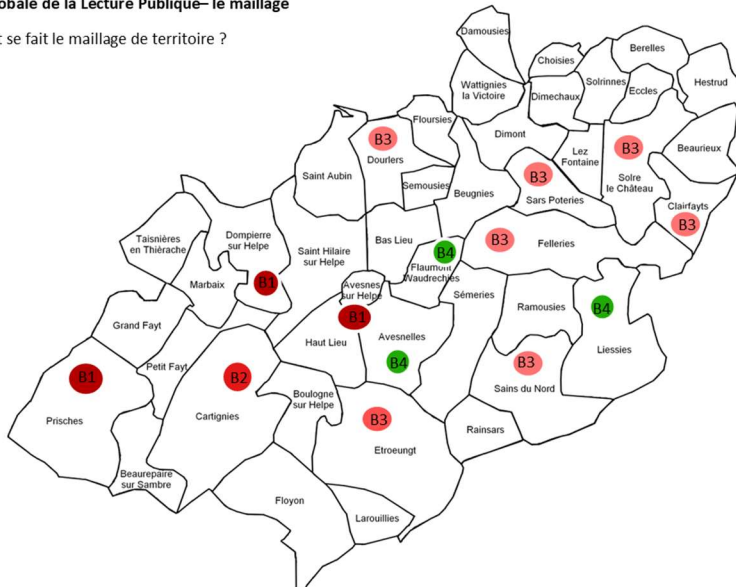 obale de la Lecture Publique– le maillage
t se fait le maillage de territoire ?
Damousies
Choisies
Berelles
Wattignies
la Victoire
Dimechaux
Solrinnes
Eccles
Hestrud
Floursies
Dimont
B3
Dourlers
Lez
Fontaine
B3
Solre
le Château
Beaurieux
Saint Aubin
Semousies
Beugnies
B3
Sars Poteries
Clairfayts
B3
Taisnières
en Thiérache
Dompierre
sur Helpe
Saint Hilaire
sur Helpe
Bas Lieu
B4
Flaumont
Waudrechies
B3
Felleries
Marbaix
B1
Avesnes
sur Helpe
B1
Sémeries
Ramousies
B4
Liessies
Grand Fayt
Haut Lieu
Avesnelles
B4
Petit Fayt
B1
Prisches
B2
Cartignies
Boulogne
sur Helpe
B3
Sains du Nord
B3
Etroeungt
Rainsars
Beaurepaire
sur Sambre
Floyon
Larouillies